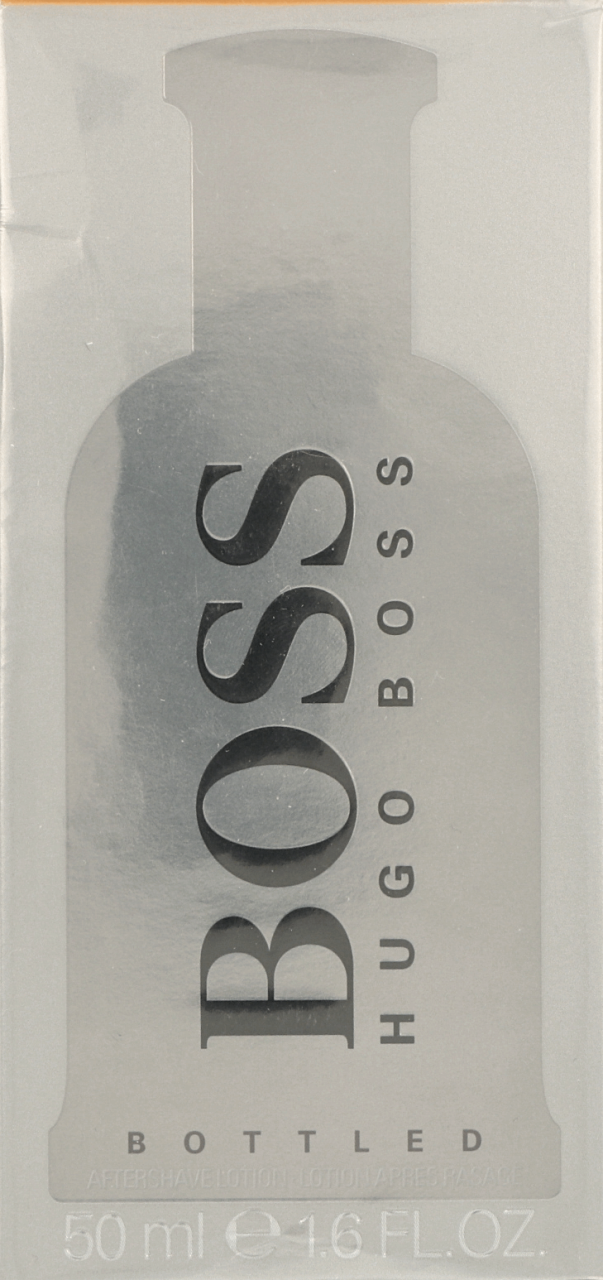 BOSS
HUGO BOSS
BOTTLED
AFTERSHAVE LOTION LOTION APRÈS RASAGE
50 ml ℮ 1.6 FL.OZ.